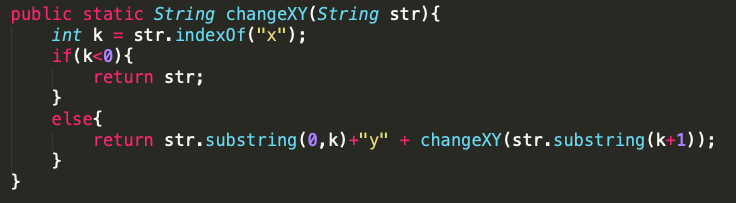 public static String changeXY(String str){
    int k = str.indexOf("x");
    if(k<0){
        return str;
    }
    else{
        return str.substring(0,k)+"y" + changeXY(str.substring(k+1));
    }
}